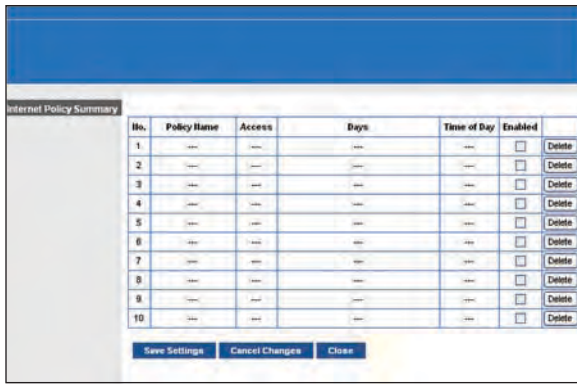 Internet Policy Summary
No. Policy Name Access Days Time of Day Enabled
1 --- --- --- --- Delete
2 --- --- --- --- Delete
3 --- --- --- --- Delete
4 --- --- --- --- Delete
5 --- --- --- --- Delete
6 --- --- --- --- Delete
7 --- --- --- --- Delete
8 --- --- --- --- Delete
9 --- --- --- --- Delete
10 --- --- --- --- Delete
Save Settings Cancel Changes Close